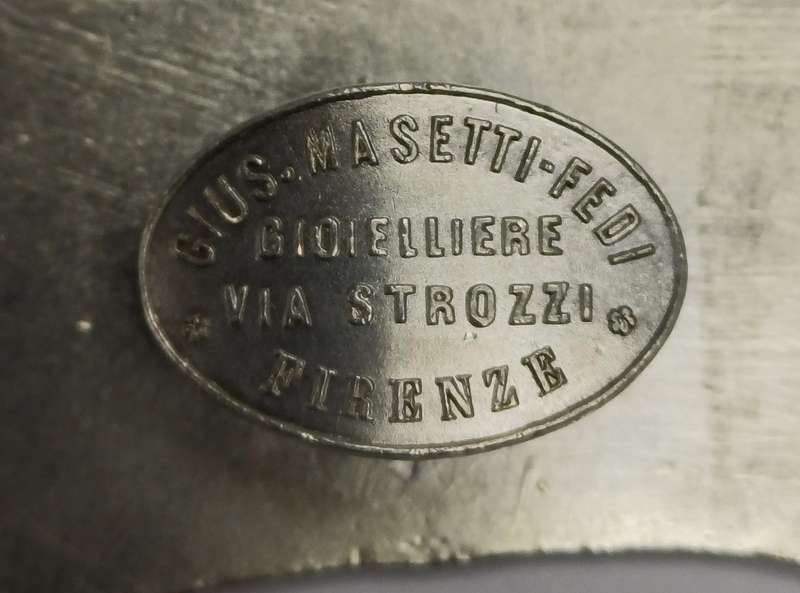 GIUS. MASETTI-FEDI
GIOIELLIERE
VIA STROZZI
FIRENZE